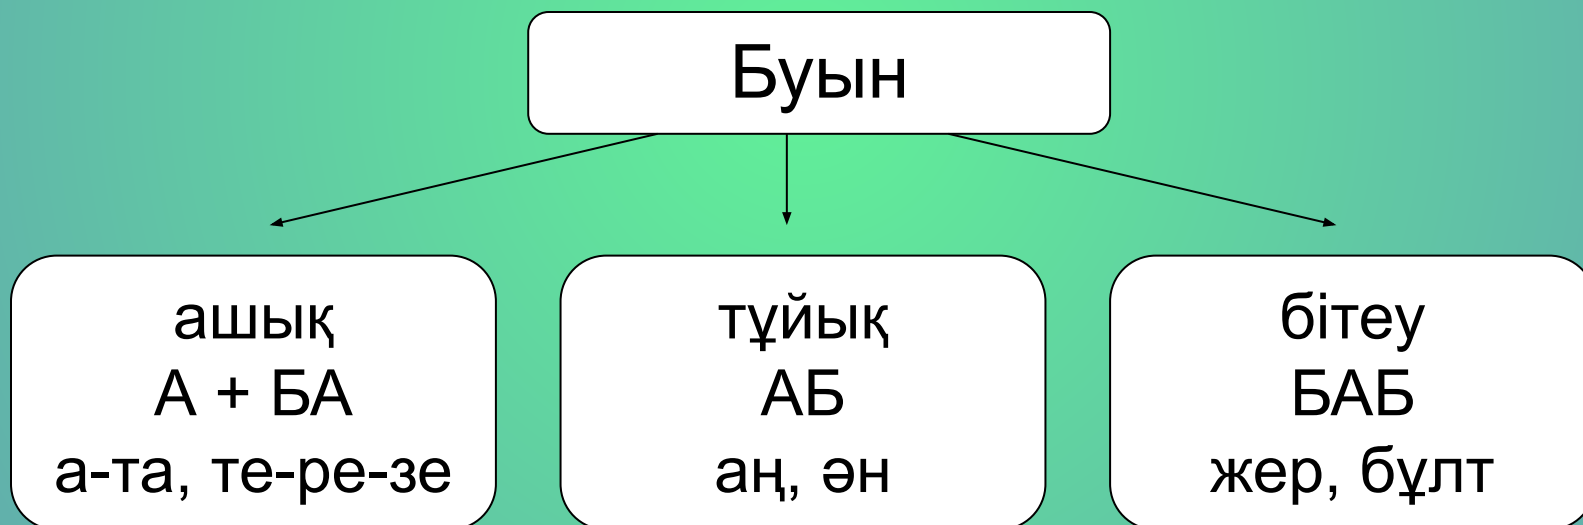 Буын
ашық
А + БА
а-та, те-ре-зе
тұйық
АБ
аң, ән
бітеу
БАБ
жер, бұлт